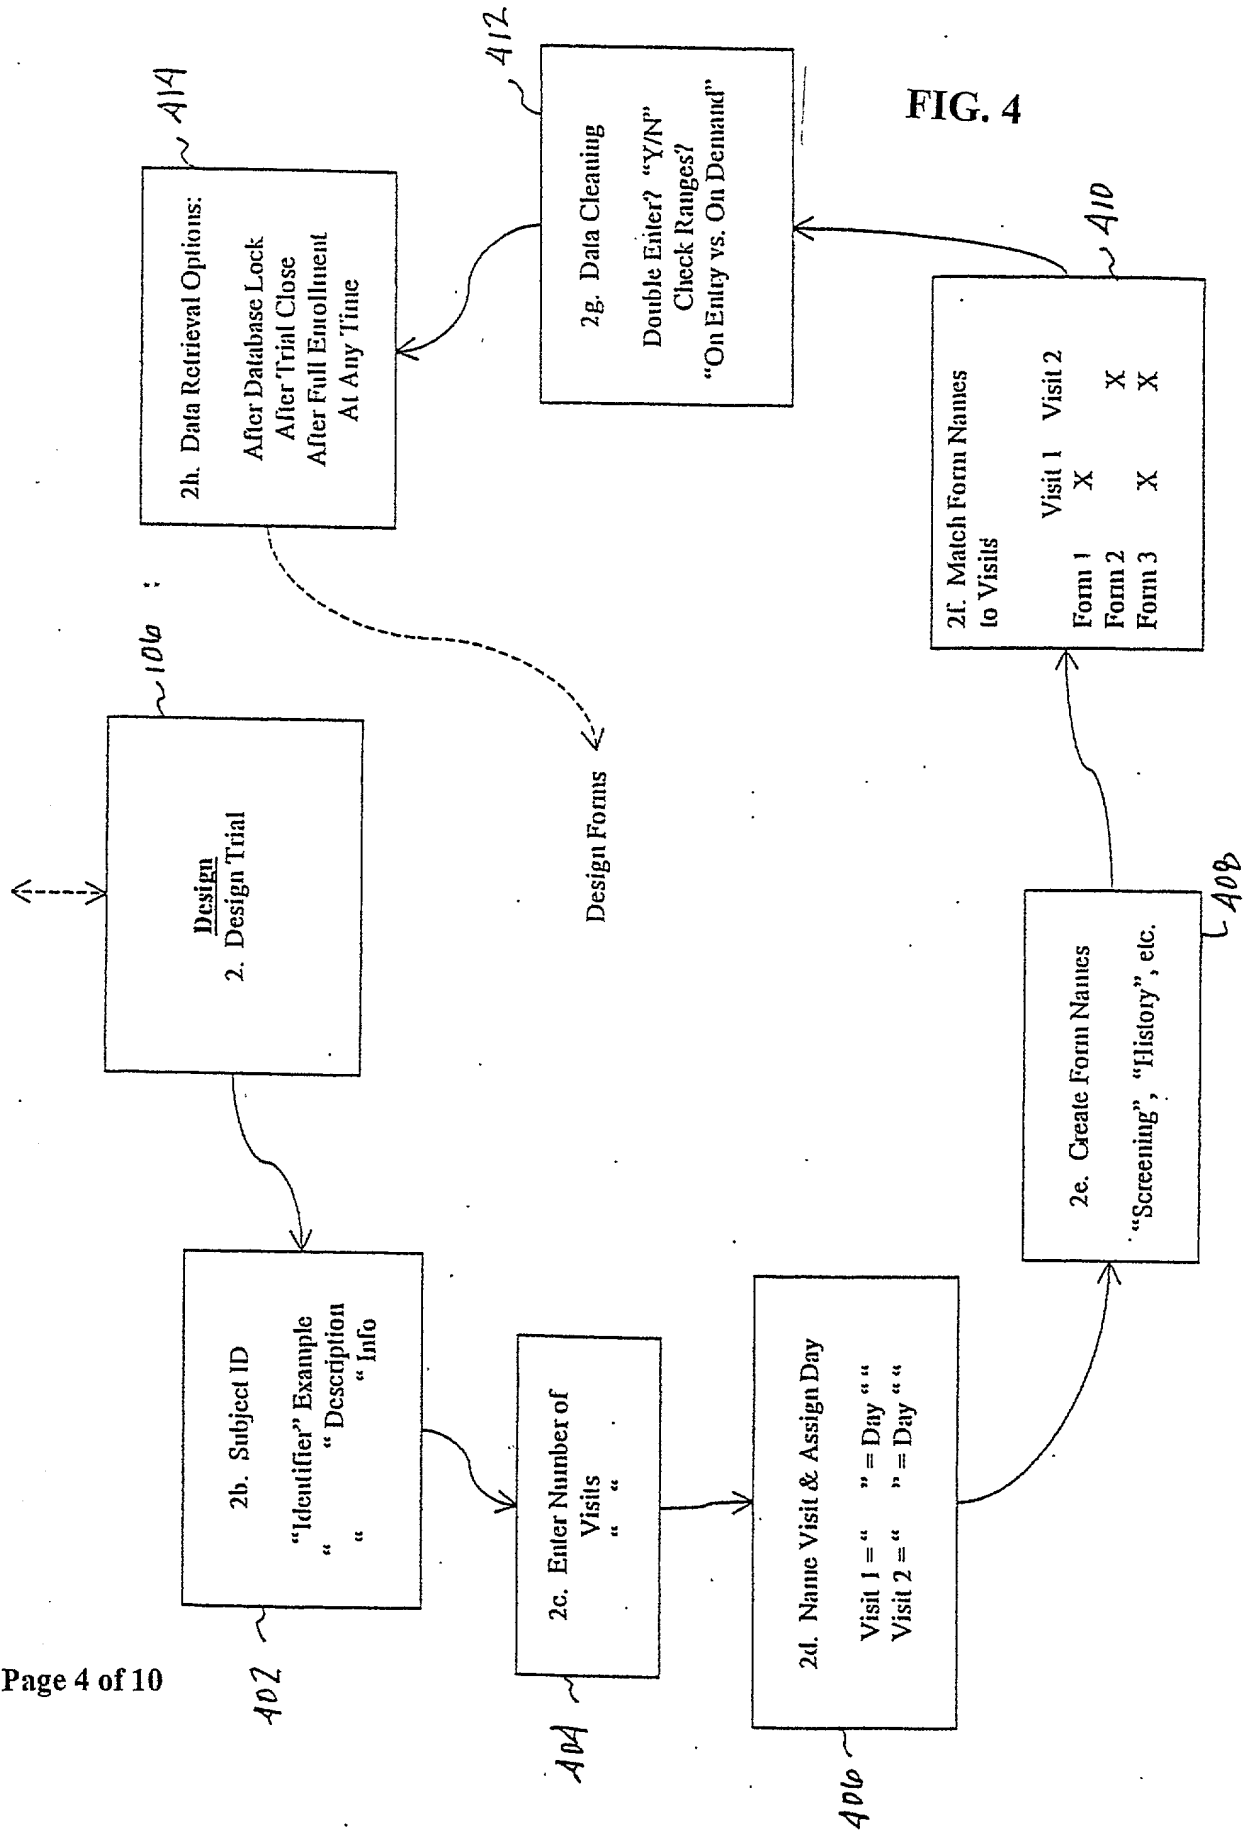 Page 4 of 10
FIG. 4
106
Design
2. Design Trial
402
2b. Subject ID
“Identifier” Example
“ “ Description
“ “ Info
404
2c. Enter Number of
Visits
“ “
406
2d. Name Visit & Assign Day
Visit 1 = “ ” = Day “ “
Visit 2 = “ ” = Day “ “
408
2e. Create Form Names
“Screening”, “History”, etc.
410
2f. Match Form Names
to Visits
Visit 1 Visit 2
Form 1 X
Form 2 X
Form 3 X X
412
2g. Data Cleaning
Double Enter? “Y/N”
Check Ranges?
“On Entry vs. On Demand”
414
2h. Data Retrieval Options:
After Database Lock
After Trial Close
After Full Enrollment
At Any Time
Design Forms